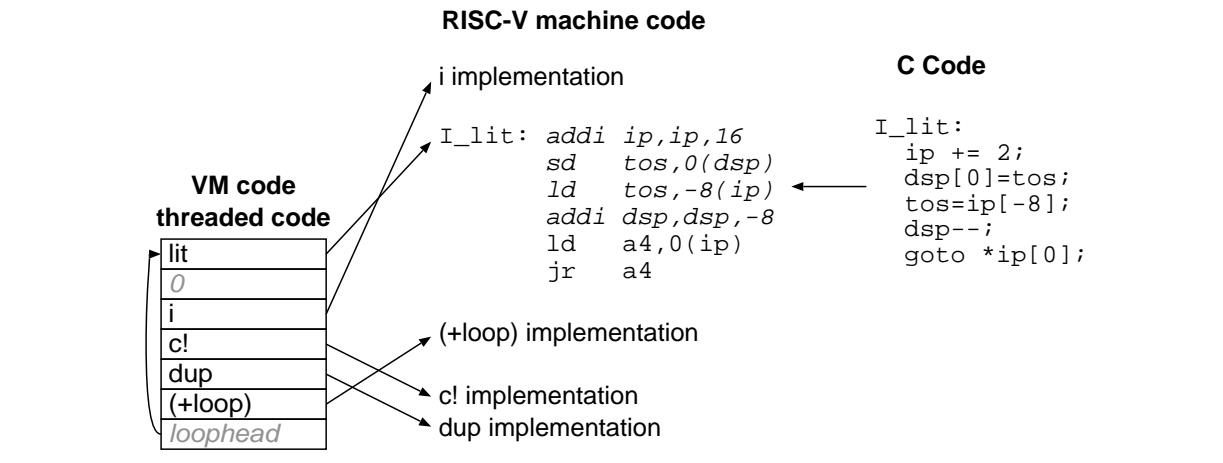 RISC-V machine code
i implementation
I_lit: addi ip,ip,16
sd tos,0(dsp)
ld tos,-8(ip)
addi dsp,dsp,-8
ld a4,0(ip)
jr a4
(+loop) implementation
c! implementation
dup implementation
C Code
I_lit:
ip += 2;
dsp[0]=tos;
tos=ip[-8];
dsp--;
goto *ip[0];
VM code
threaded code
lit
0
i
c!
dup
(+loop)
loophead